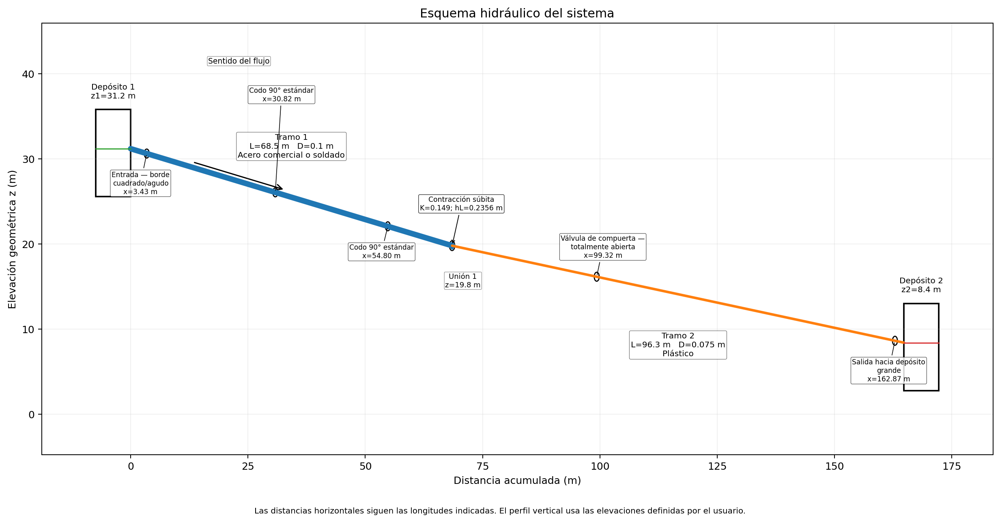 Esquema hidráulico del sistema
Sentido del flujo
Depósito 1
z1=31.2 m
Codo 90° estándar
x=30.82 m
Tramo 1
L=68.5 m   D=0.1 m
Acero comercial o soldado
Entrada — borde
cuadrado/agudo
x=3.43 m
Contracción súbita
K=0.149; hL=0.2356 m
Codo 90° estándar
x=54.80 m
Válvula de compuerta —
totalmente abierta
x=99.32 m
Unión 1
z=19.8 m
Depósito 2
z2=8.4 m
Tramo 2
L=96.3 m   D=0.075 m
Plástico
Salida hacia depósito
grande
x=162.87 m
Elevación geométrica z (m)
40
30
20
10
0
0 25 50 75 100 125 150 175
Distancia acumulada (m)
Las distancias horizontales siguen las longitudes indicadas. El perfil vertical usa las elevaciones definidas por el usuario.